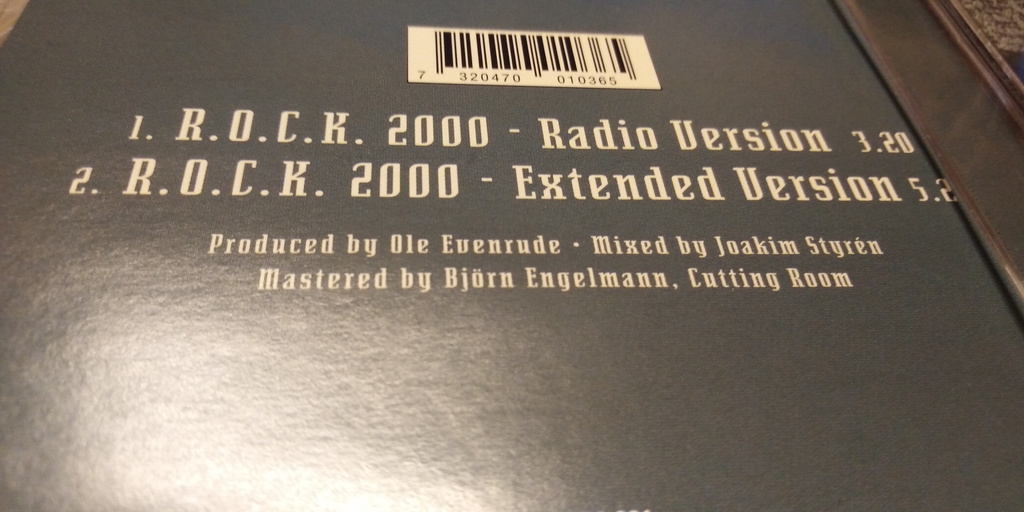 7 320470 010365
1. R.O.C.K. 2000 - Radio Version 3.20
2. R.O.C.K. 2000 - Extended Version
Produced by Ole Evenrude · Mixed by Joakim Styrén
Mastered by Björn Engelmann, Cutting Room